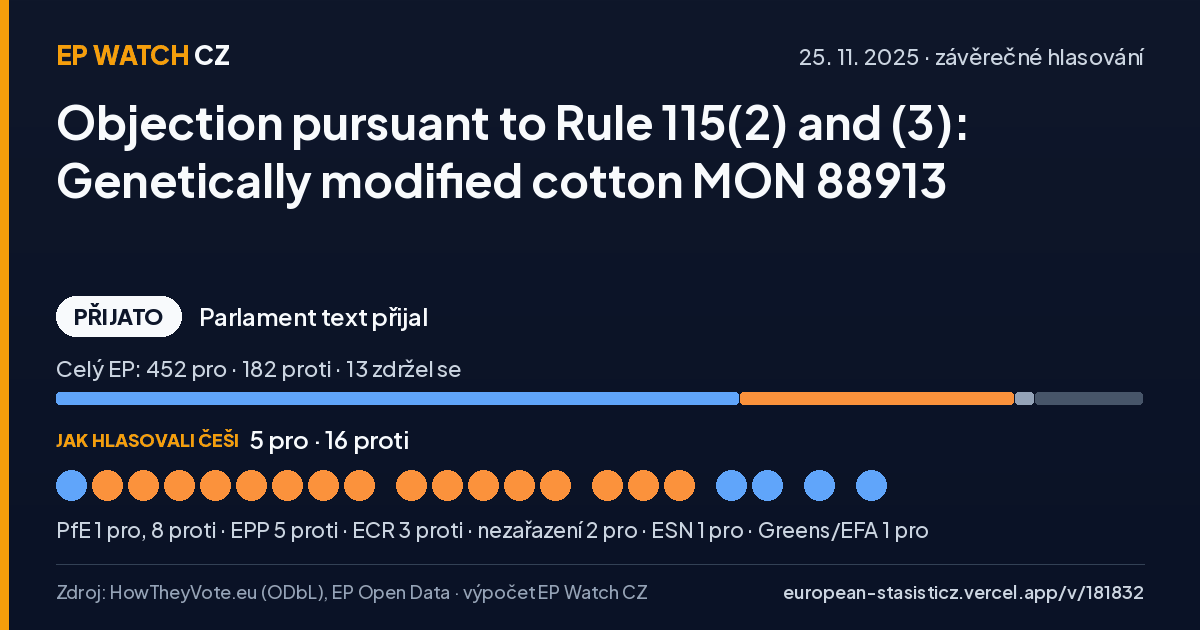 EP WATCH CZ
25. 11. 2025 · závěrečné hlasování
Objection pursuant to Rule 115(2) and (3):
Genetically modified cotton MON 88913
PŘIJATO Parlament text přijal
Celý EP: 452 pro · 182 proti · 13 zdržel se
JAK HLASOVALI ČEŠI 5 pro · 16 proti
PfE 1 pro, 8 proti · EPP 5 proti · ECR 3 proti · nezařazení 2 pro · ESN 1 pro · Greens/EFA 1 pro
Zdroj: HowTheyVote.eu (ODbL), EP Open Data · výpočet EP Watch CZ
european-stasisticz.vercel.app/v/181832